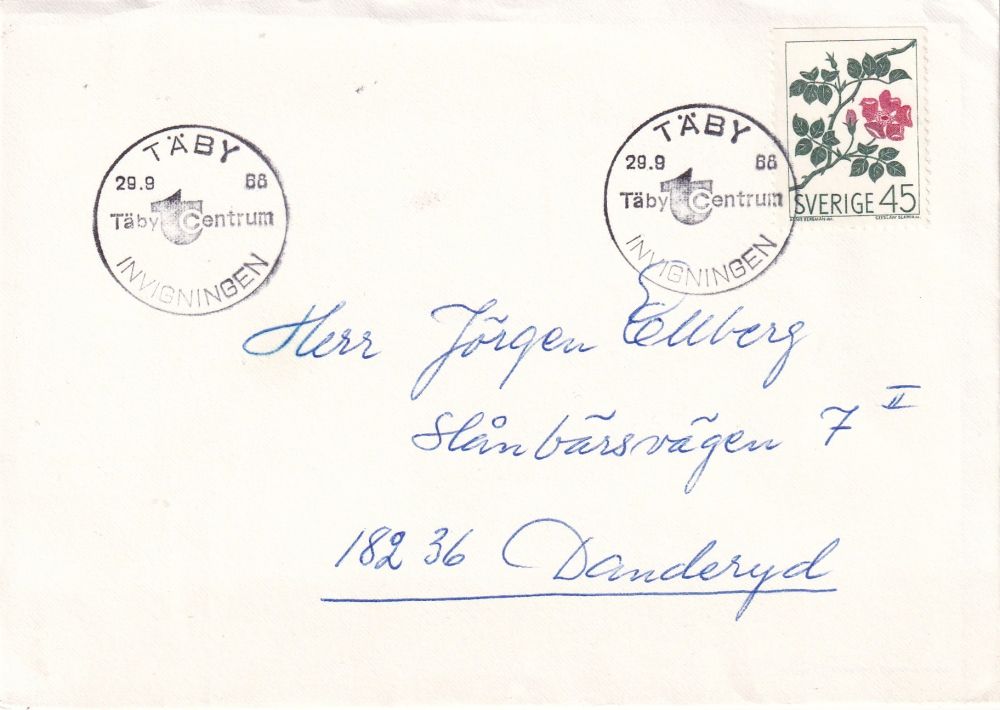 TÄBY
29.9 68
Täby Centrum
INVIGNINGEN
TÄBY
29.9 68
Täby Centrum
INVIGNINGEN
SVERIGE 45
Herr Jörgen Ellberg
Slånbärsvägen 7 II
182 36 Danderyd